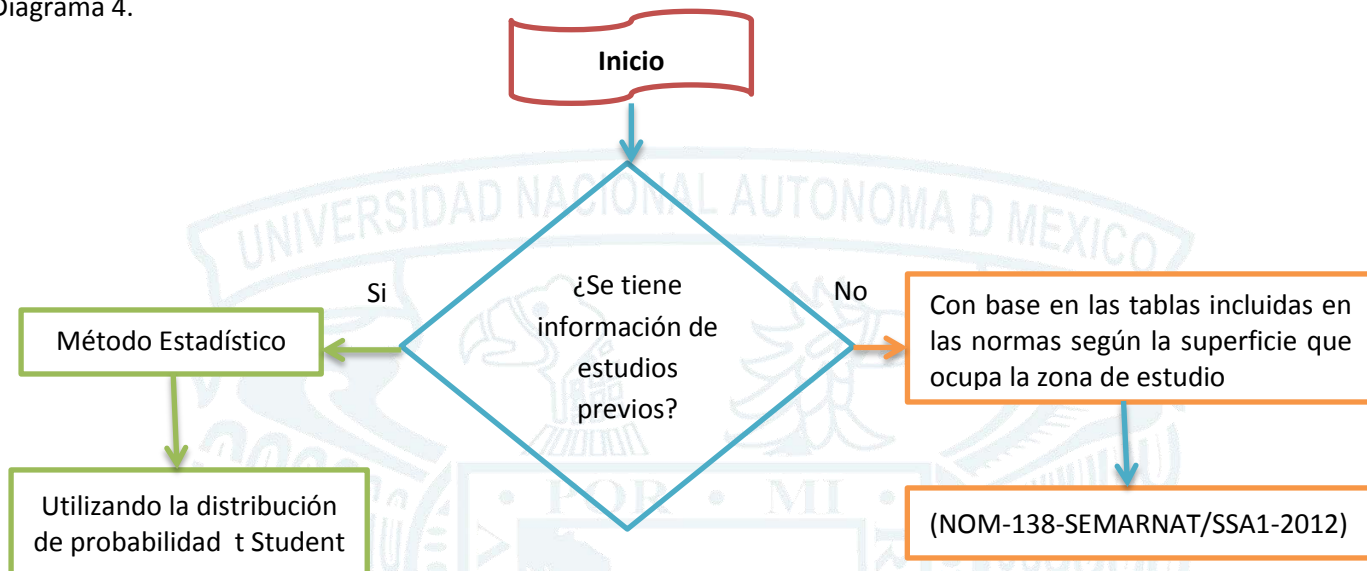 Diagrama 4.
Inicio
UNIVERSIDAD NACIONAL AUTONOMA D MEXICO
¿Se tiene
información de
estudios
previos?
Si
No
Método Estadístico
Utilizando la distribución
de probabilidad t Student
Con base en las tablas incluidas en
las normas según la superficie que
ocupa la zona de estudio
(NOM-138-SEMARNAT/SSA1-2012)
POR • MI